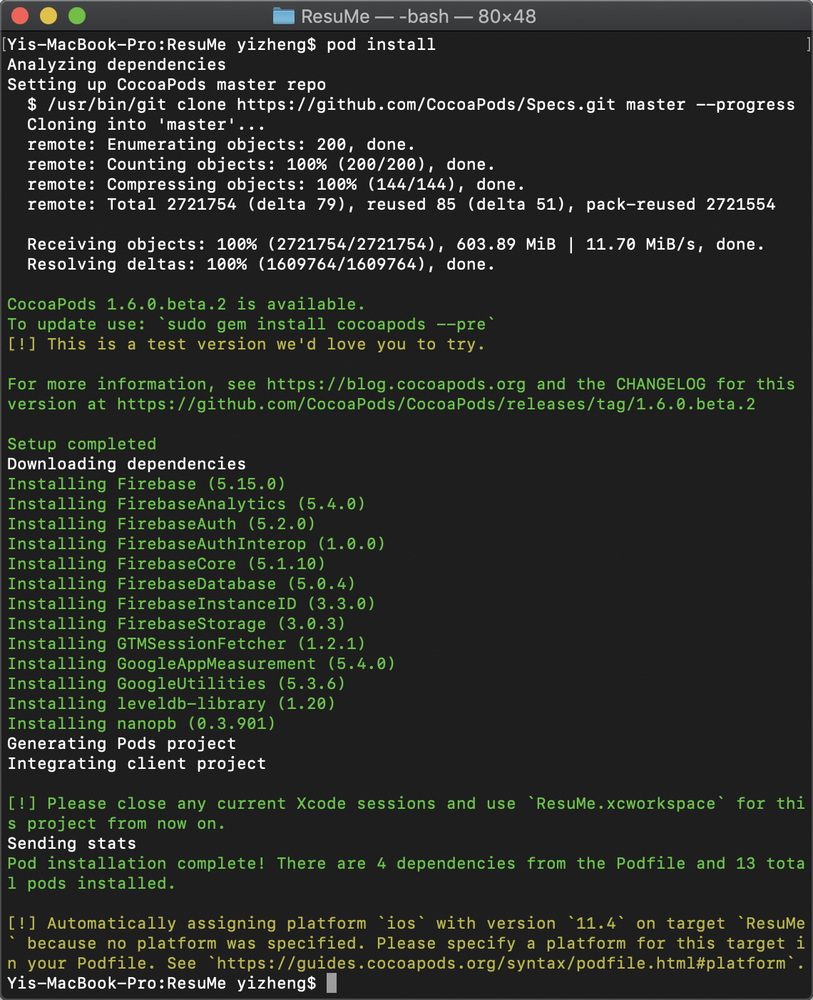 ResuMe — -bash — 80×48
[Yis-MacBook-Pro:ResuMe yizheng$ pod install ]
Analyzing dependencies
Setting up CocoaPods master repo
  $ /usr/bin/git clone https://github.com/CocoaPods/Specs.git master --progress
  Cloning into 'master'...
  remote: Enumerating objects: 200, done.
  remote: Counting objects: 100% (200/200), done.
  remote: Compressing objects: 100% (144/144), done.
  remote: Total 2721754 (delta 79), reused 85 (delta 51), pack-reused 2721554
  Receiving objects: 100% (2721754/2721754), 603.89 MiB | 11.70 MiB/s, done.
  Resolving deltas: 100% (1609764/1609764), done.
CocoaPods 1.6.0.beta.2 is available.
To update use: `sudo gem install cocoapods --pre`
[!] This is a test version we'd love you to try.
For more information, see https://blog.cocoapods.org and the CHANGELOG for this
version at https://github.com/CocoaPods/CocoaPods/releases/tag/1.6.0.beta.2
Setup completed
Downloading dependencies
Installing Firebase (5.15.0)
Installing FirebaseAnalytics (5.4.0)
Installing FirebaseAuth (5.2.0)
Installing FirebaseAuthInterop (1.0.0)
Installing FirebaseCore (5.1.10)
Installing FirebaseDatabase (5.0.4)
Installing FirebaseInstanceID (3.3.0)
Installing FirebaseStorage (3.0.3)
Installing GTMSessionFetcher (1.2.1)
Installing GoogleAppMeasurement (5.4.0)
Installing GoogleUtilities (5.3.6)
Installing leveldb-library (1.20)
Installing nanopb (0.3.901)
Generating Pods project
Integrating client project
[!] Please close any current Xcode sessions and use `ResuMe.xcworkspace` for thi
s project from now on.
Sending stats
Pod installation complete! There are 4 dependencies from the Podfile and 13 tota
l pods installed.
[!] Automatically assigning platform `ios` with version `11.4` on target `ResuMe
` because no platform was specified. Please specify a platform for this target i
n your Podfile. See `https://guides.cocoapods.org/syntax/podfile.html#platform`.
Yis-MacBook-Pro:ResuMe yizheng$